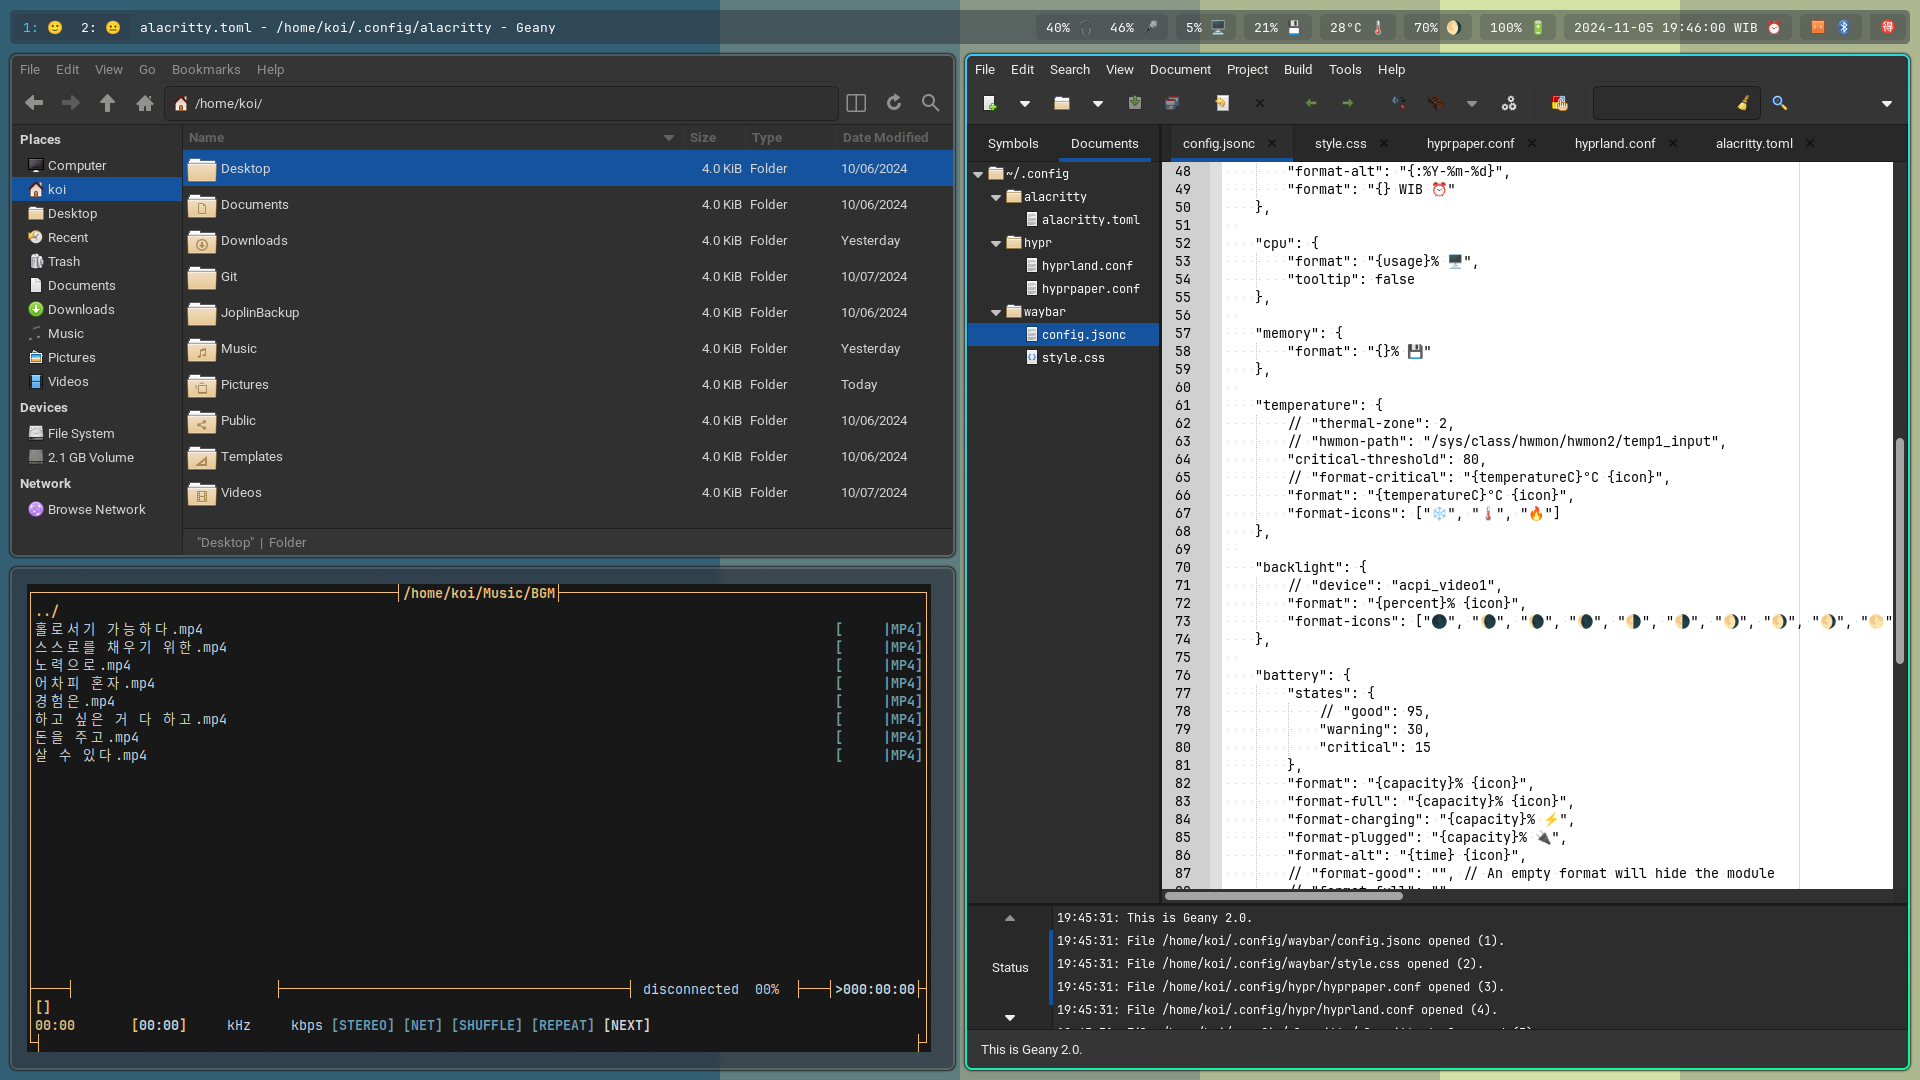 1: 🙂 2: 😐 alacritty.toml - /home/koi/.config/alacritty - Geany
40% 🎧 46% 🎤 5% 🖥️ 21% 💾 28°C 🌡️ 70% 🌖 100% 🔋 2024-11-05 19:46:00 WIB ⏰
File Edit View Go Bookmarks Help
/home/koi/
Places
Computer
koi
Desktop
Recent
Trash
Documents
Downloads
Music
Pictures
Videos
Devices
File System
2.1 GB Volume
Network
Browse Network
Name Size Type Date Modified
Desktop 4.0 KiB Folder 10/06/2024
Documents 4.0 KiB Folder 10/06/2024
Downloads 4.0 KiB Folder Yesterday
Git 4.0 KiB Folder 10/07/2024
JoplinBackup 4.0 KiB Folder 10/06/2024
Music 4.0 KiB Folder Yesterday
Pictures 4.0 KiB Folder Today
Public 4.0 KiB Folder 10/06/2024
Templates 4.0 KiB Folder 10/06/2024
Videos 4.0 KiB Folder 10/07/2024
"Desktop" | Folder
/home/koi/Music/BGM
../
홀로서기 가능하다.mp4 [ |MP4]
스스로를 채우기 위한.mp4 [ |MP4]
노력으로.mp4 [ |MP4]
어차피 혼자.mp4 [ |MP4]
경험은.mp4 [ |MP4]
하고 싶은 거 다 하고.mp4 [ |MP4]
돈을 주고.mp4 [ |MP4]
살 수 있다.mp4 [ |MP4]
disconnected 00% >000:00:00
[]
00:00 [00:00] kHz kbps [STEREO] [NET] [SHUFFLE] [REPEAT] [NEXT]
File Edit Search View Document Project Build Tools Help
Symbols Documents
~/.config
alacritty
alacritty.toml
hypr
hyprland.conf
hyprpaper.conf
waybar
config.jsonc
style.css
config.jsonc style.css hyprpaper.conf hyprland.conf alacritty.toml
48 "format-alt": "{:%Y-%m-%d}",
49 "format": "{} WIB ⏰"
50 },
51
52 "cpu": {
53 "format": "{usage}% 🖥️",
54 "tooltip": false
55 },
56
57 "memory": {
58 "format": "{}% 💾"
59 },
60
61 "temperature": {
62 // "thermal-zone": 2,
63 // "hwmon-path": "/sys/class/hwmon/hwmon2/temp1_input",
64 "critical-threshold": 80,
65 // "format-critical": "{temperatureC}°C {icon}",
66 "format": "{temperatureC}°C {icon}",
67 "format-icons": ["❄️", "🌡️", "🔥"]
68 },
69
70 "backlight": {
71 // "device": "acpi_video1",
72 "format": "{percent}% {icon}",
73 "format-icons": ["🌑", "🌘", "🌘", "🌘", "🌗", "🌗", "🌖", "🌖", "🌖", "🌕"
74 },
75
76 "battery": {
77 "states": {
78 // "good": 95,
79 "warning": 30,
80 "critical": 15
81 },
82 "format": "{capacity}% {icon}",
83 "format-full": "{capacity}% {icon}",
84 "format-charging": "{capacity}% ⚡",
85 "format-plugged": "{capacity}% 🔌",
86 "format-alt": "{time} {icon}",
87 // "format-good": "", // An empty format will hide the module
Status
19:45:31: This is Geany 2.0.
19:45:31: File /home/koi/.config/waybar/config.jsonc opened (1).
19:45:31: File /home/koi/.config/waybar/style.css opened (2).
19:45:31: File /home/koi/.config/hypr/hyprpaper.conf opened (3).
19:45:31: File /home/koi/.config/hypr/hyprland.conf opened (4).
This is Geany 2.0.